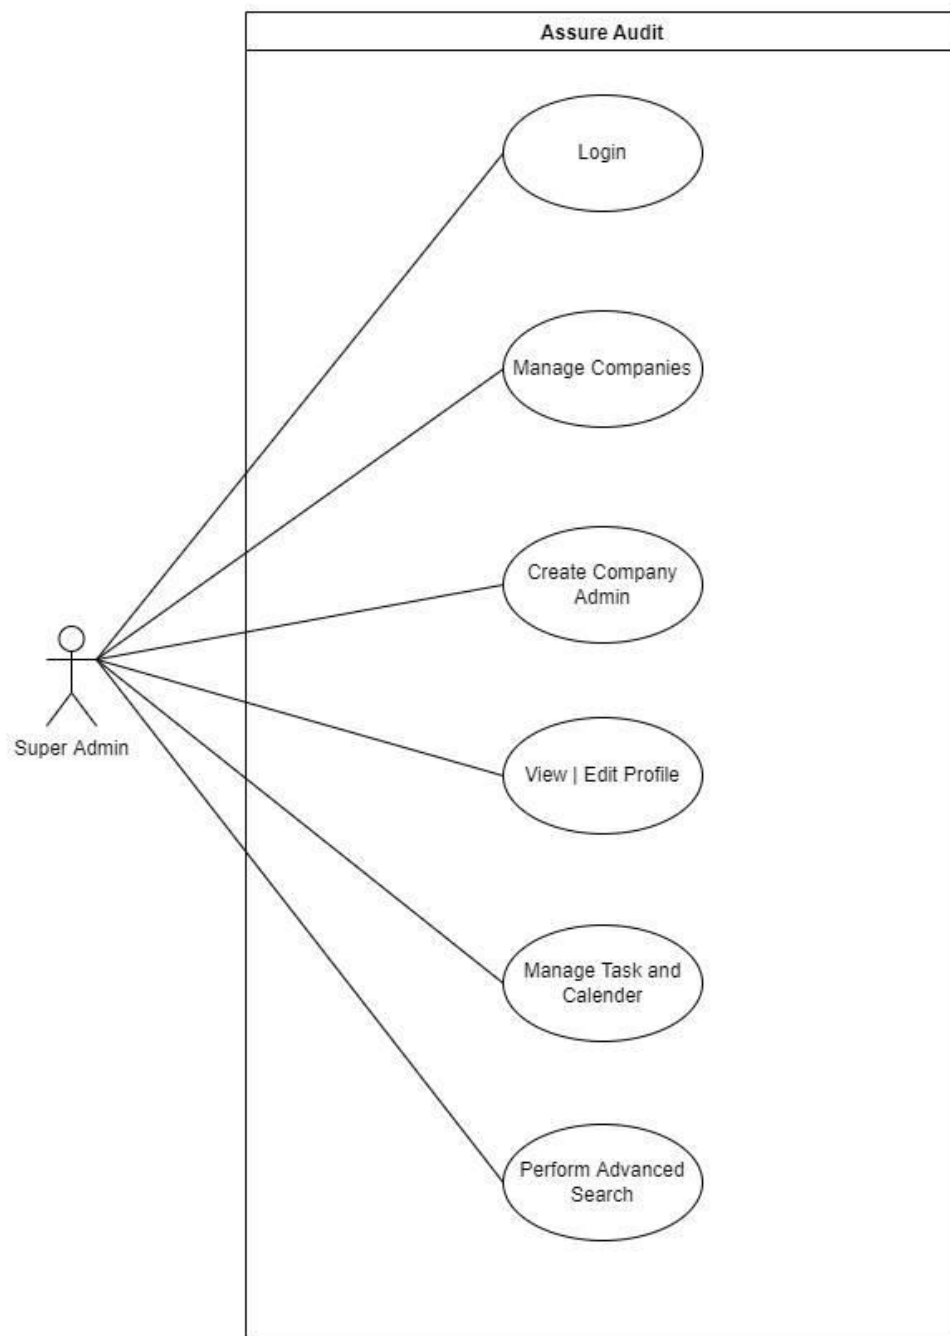 Assure Audit
Login
Manage Companies
Create Company
Admin
Super Admin
View | Edit Profile
Manage Task and
Calender
Perform Advanced
Search